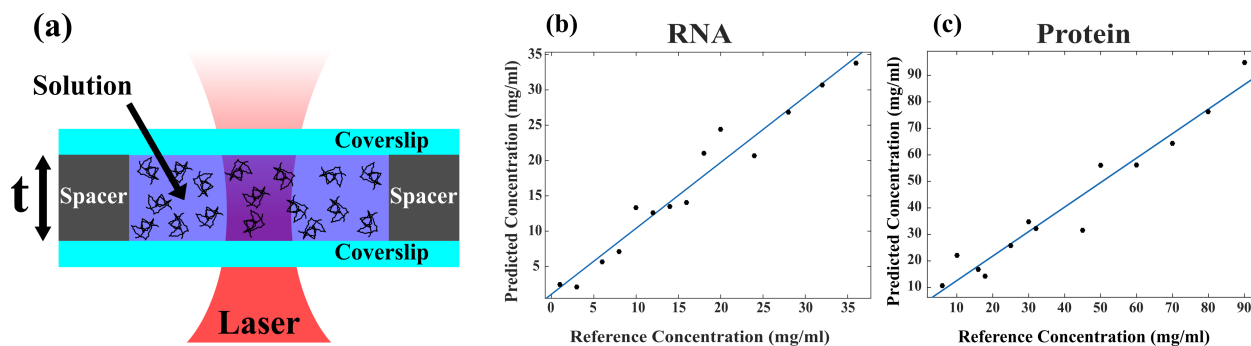 (a)
Solution
Coverslip
t
Spacer
Spacer
Coverslip
Laser
(b)
RNA
Predicted Concentration (mg/ml)
35
30
25
20
15
10
5
0
5
10
15
20
25
30
35
Reference Concentration (mg/ml)
(c)
Protein
Predicted Concentration (mg/ml)
90
80
70
60
50
40
30
20
10
10
20
30
40
50
60
70
80
90
Reference Concentration (mg/ml)